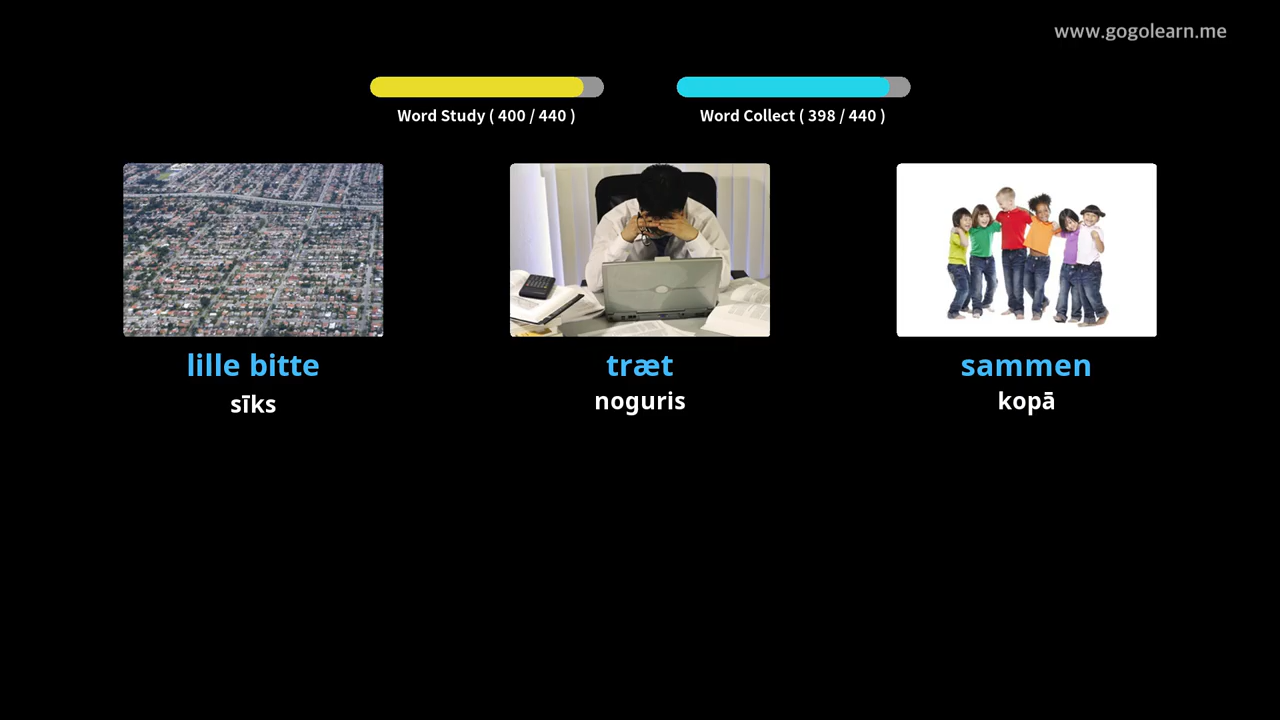 www.gogolearn.me
Word Study ( 400 / 440 )
Word Collect ( 398 / 440 )
lille bitte
sīks
træt
noguris
sammen
kopā